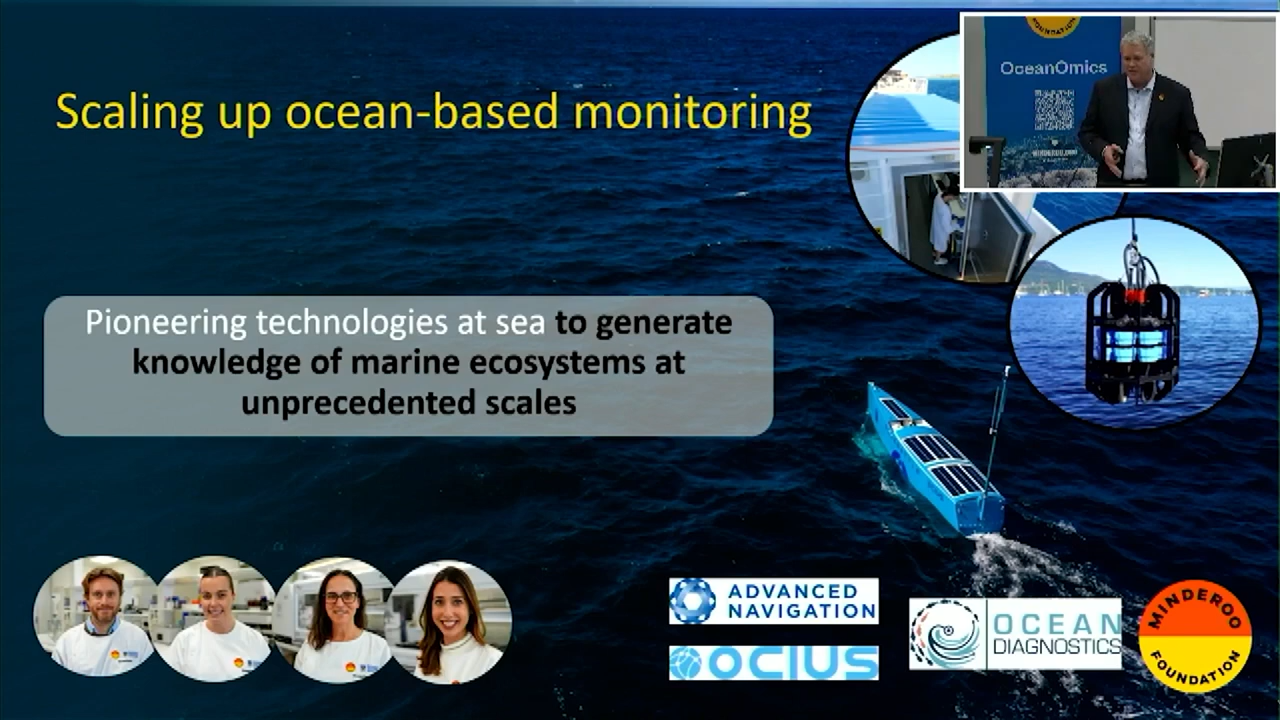 Scaling up ocean-based monitoring
FOUNDATION
OceanOmics
Pioneering technologies at sea to generate
knowledge of marine ecosystems at
unprecedented scales
ADVANCED
NAVIGATION
OCIUS
OCEAN
DIAGNOSTICS
MINDEROO
FOUNDATION